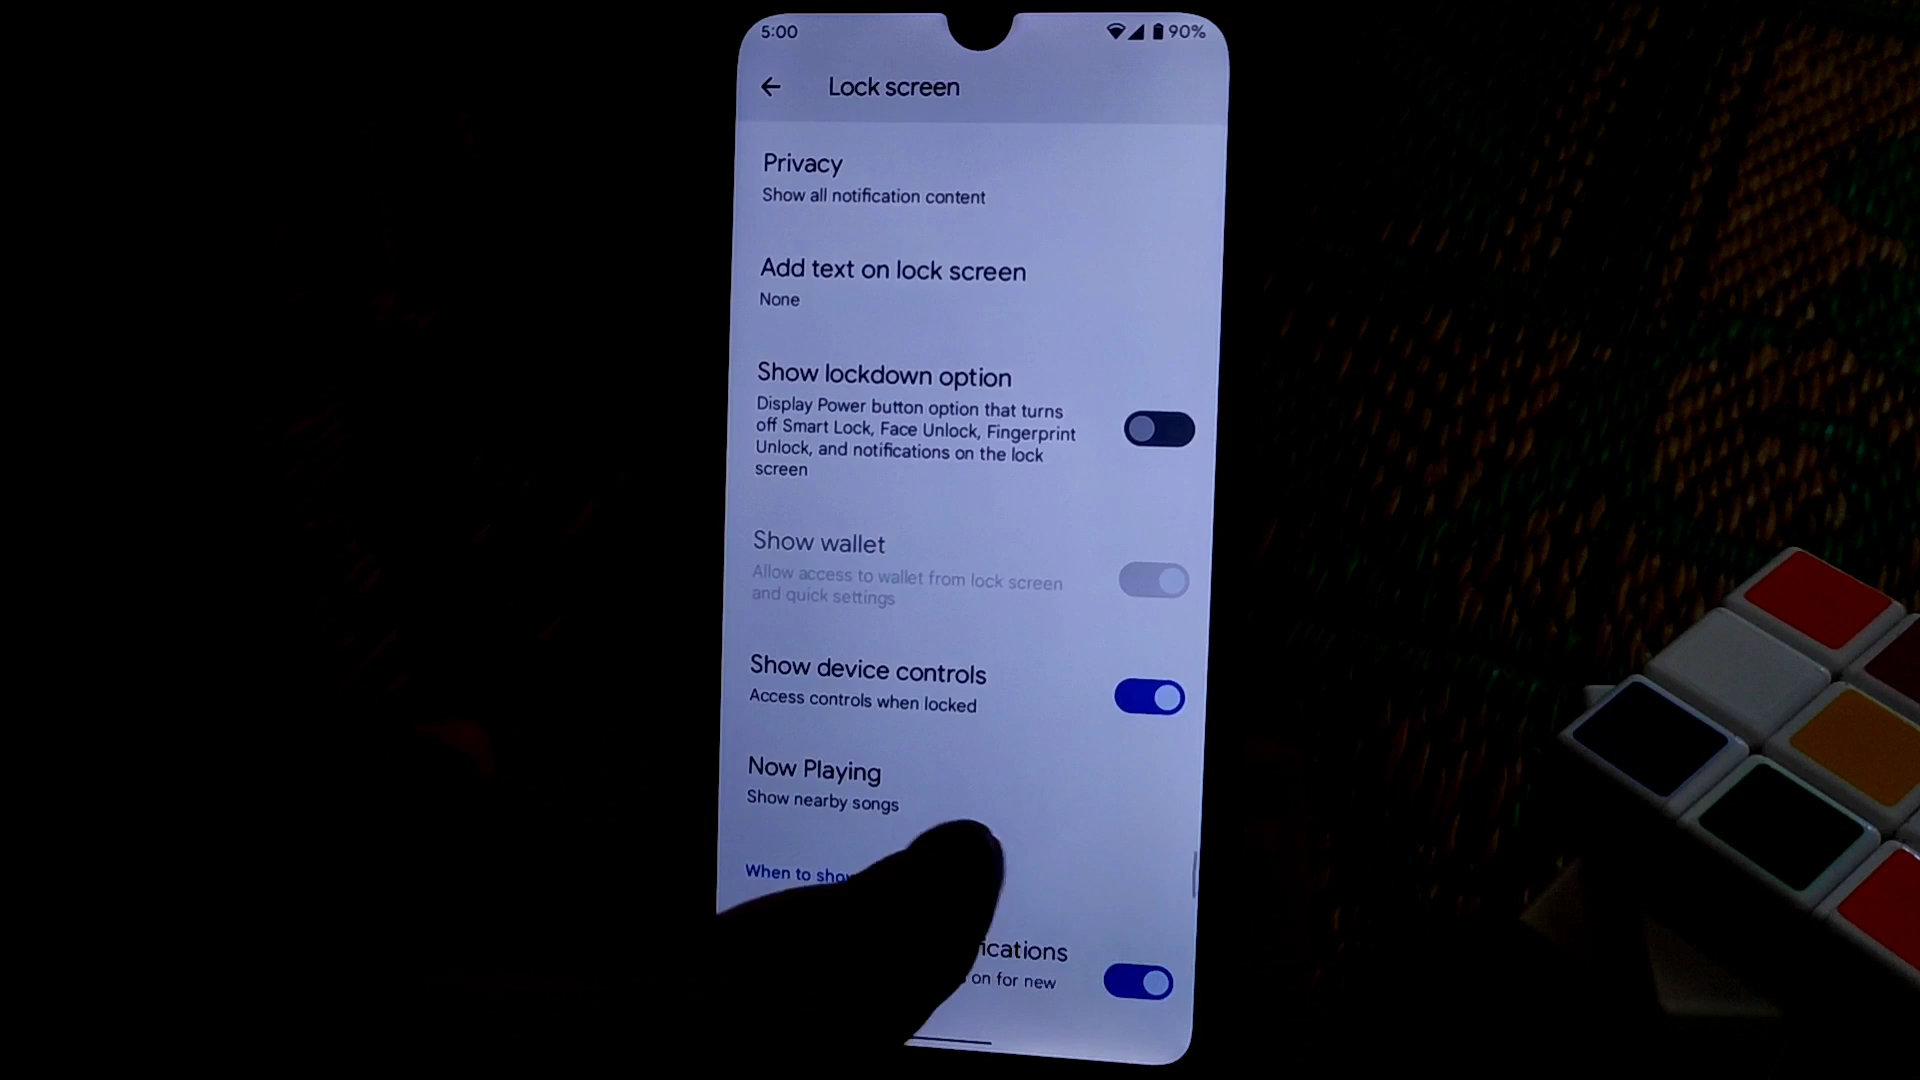 5:00
90%
Lock screen
Privacy
Show all notification content
Add text on lock screen
None
Show lockdown option
Display Power button option that turns
off Smart Lock, Face Unlock, Fingerprint
Unlock, and notifications on the lock
screen
Show wallet
Allow access to wallet from lock screen
and quick settings
Show device controls
Access controls when locked
Now Playing
Show nearby songs
When to
on for new